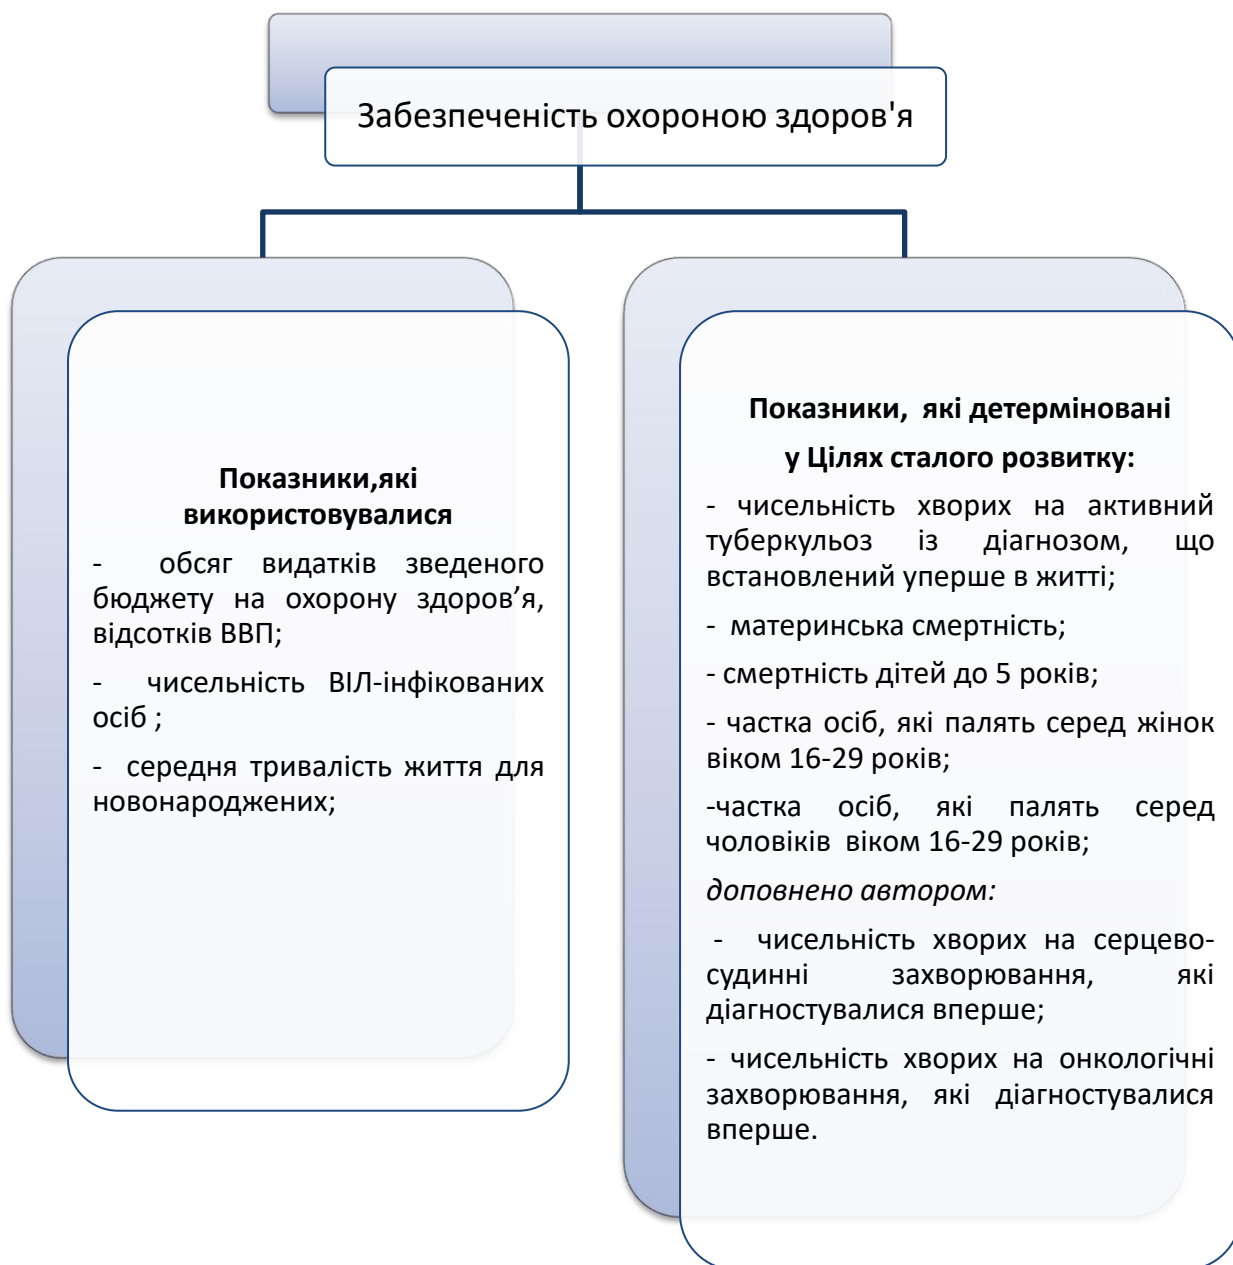 Забезпеченість охороною здоров'я
Показники,які
використовувалися
- обсяг видатків зведеного
бюджету на охорону здоров’я,
відсотків ВВП;
- чисельність ВІЛ-інфікованих
осіб ;
- середня тривалість життя для
новонароджених;
Показники, які детерміновані
у Цілях сталого розвитку:
- чисельність хворих на активний
туберкульоз із діагнозом, що
встановлений уперше в житті;
- материнська смертність;
- смертність дітей до 5 років;
- частка осіб, які палять серед жінок
віком 16-29 років;
-частка осіб, які палять серед
чоловіків віком 16-29 років;
доповнено автором:
- чисельність хворих на серцево-
судинні захворювання, які
діагностувалися вперше;
- чисельність хворих на онкологічні
захворювання, які діагностувалися
вперше.